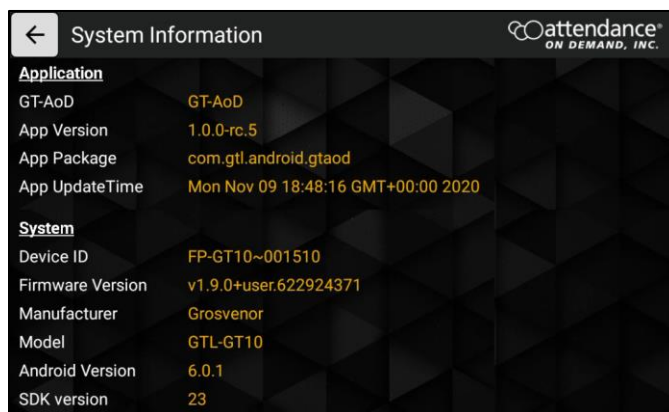 System Information
attendance®
ON DEMAND, INC.
Application
GT-AoD GT-AoD
App Version 1.0.0-rc.5
App Package com.gtl.android.gtaod
App UpdateTime Mon Nov 09 18:48:16 GMT+00:00 2020
System
Device ID FP-GT10~001510
Firmware Version v1.9.0+user.622924371
Manufacturer Grosvenor
Model GTL-GT10
Android Version 6.0.1
SDK version 23